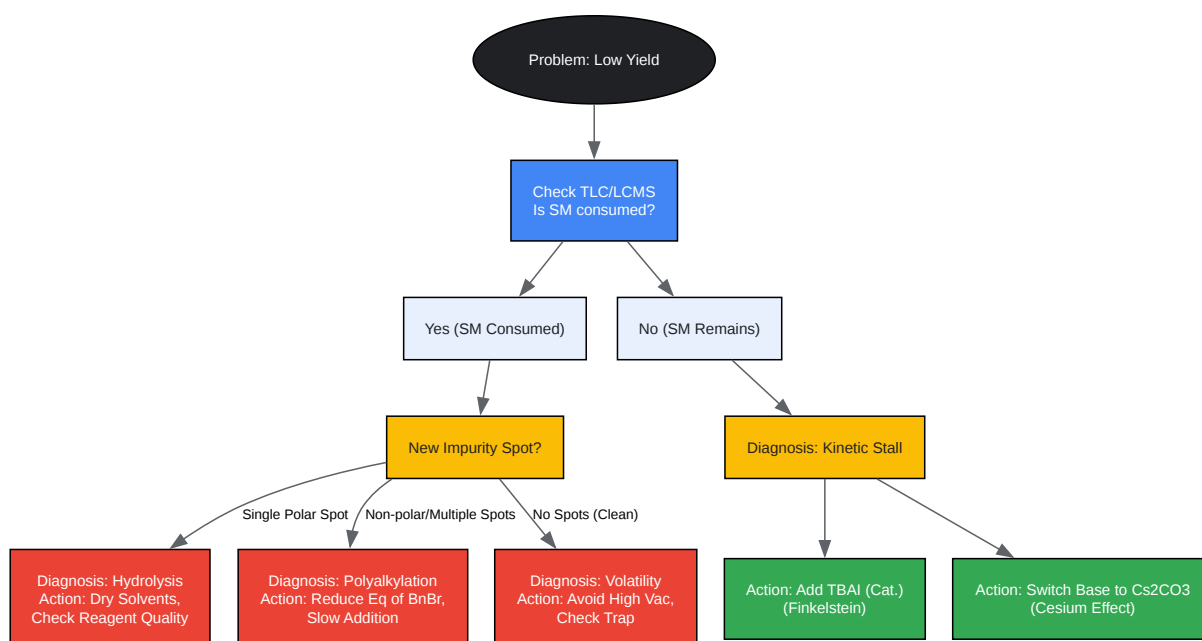 Problem: Low Yield
Check TLC/LCMS
Is SM consumed?
Yes (SM Consumed)
No (SM Remains)
New Impurity Spot?
Diagnosis: Kinetic Stall
Single Polar Spot
Non-polar/Multiple Spots
No Spots (Clean)
Diagnosis: Hydrolysis
Action: Dry Solvents,
Check Reagent Quality
Diagnosis: Polyalkylation
Action: Reduce Eq of BnBr,
Slow Addition
Diagnosis: Volatility
Action: Avoid High Vac,
Check Trap
Action: Add TBAI (Cat.)
(Finkelstein)
Action: Switch Base to Cs2CO3
(Cesium Effect)